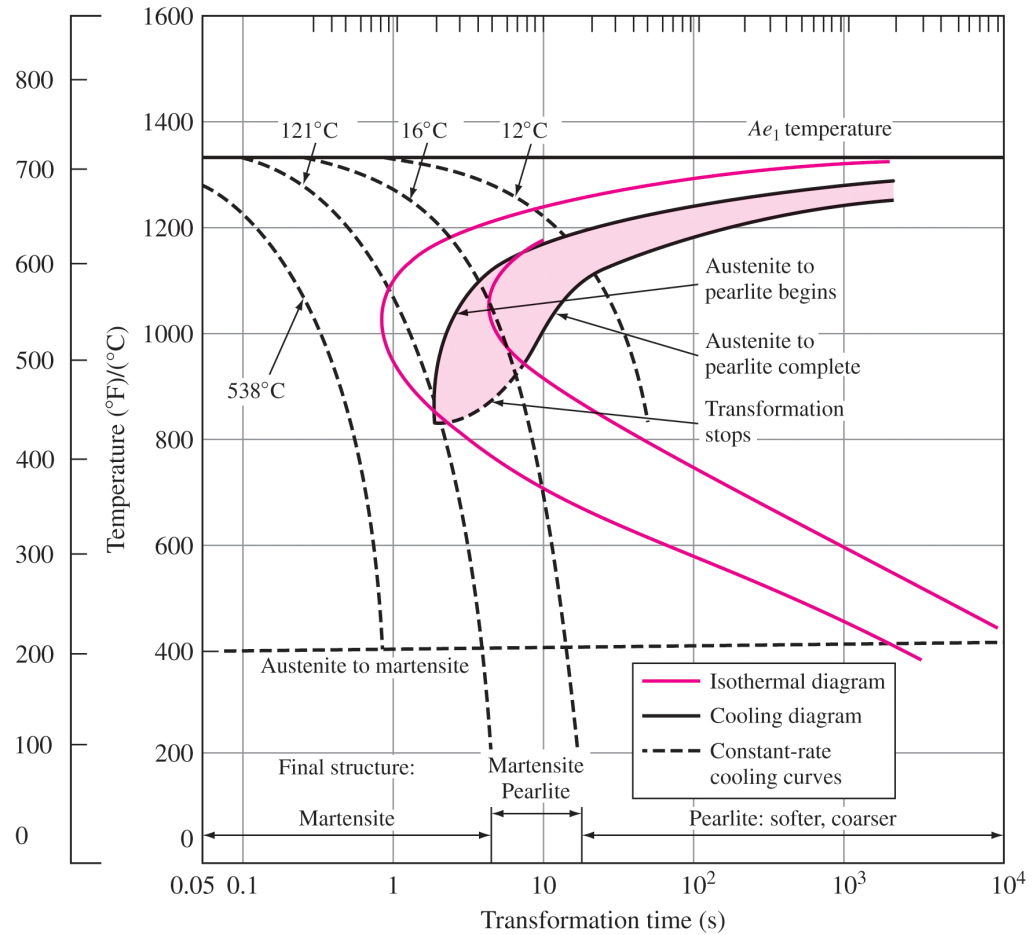 1600
800
1400
121°C
16°C
12°C
Ae₁ temperature
700
1200
600
Austenite to
pearlite begins
1000
Austenite to
pearlite complete
500
538°C
Transformation
stops
800
400
Temperature (°F)/(°C)
600
300
400
200
Austenite to martensite
Isothermal diagram
Cooling diagram
Constant-rate
cooling curves
200
100
Final structure:
Martensite
Pearlite
Martensite
Pearlite: softer, coarser
0
0
0.05 0.1 1 10 10² 10³ 10⁴
Transformation time (s)